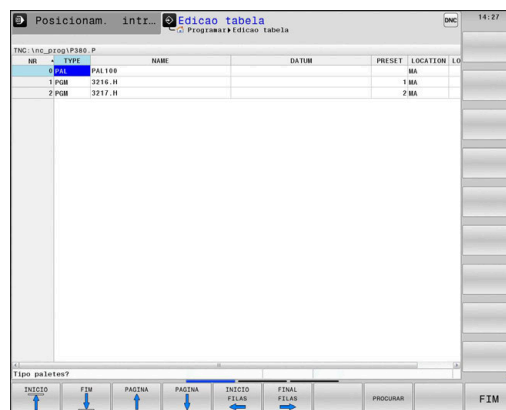 Posicionam. intr... Edicao tabela DNC 14:27
Programar Edicao tabela
TNC:\nc_prog\P380.P
NR TYPE NAME DATUM PRESET LOCATION LO
0 PAL PAL100 MA
1 PGM 3216.H 1 MA
2 PGM 3217.H 2 MA
Tipo paletes?
INICIO FIM PAGINA PAGINA INICIO FILAS FINAL FILAS PROCURAR FIM